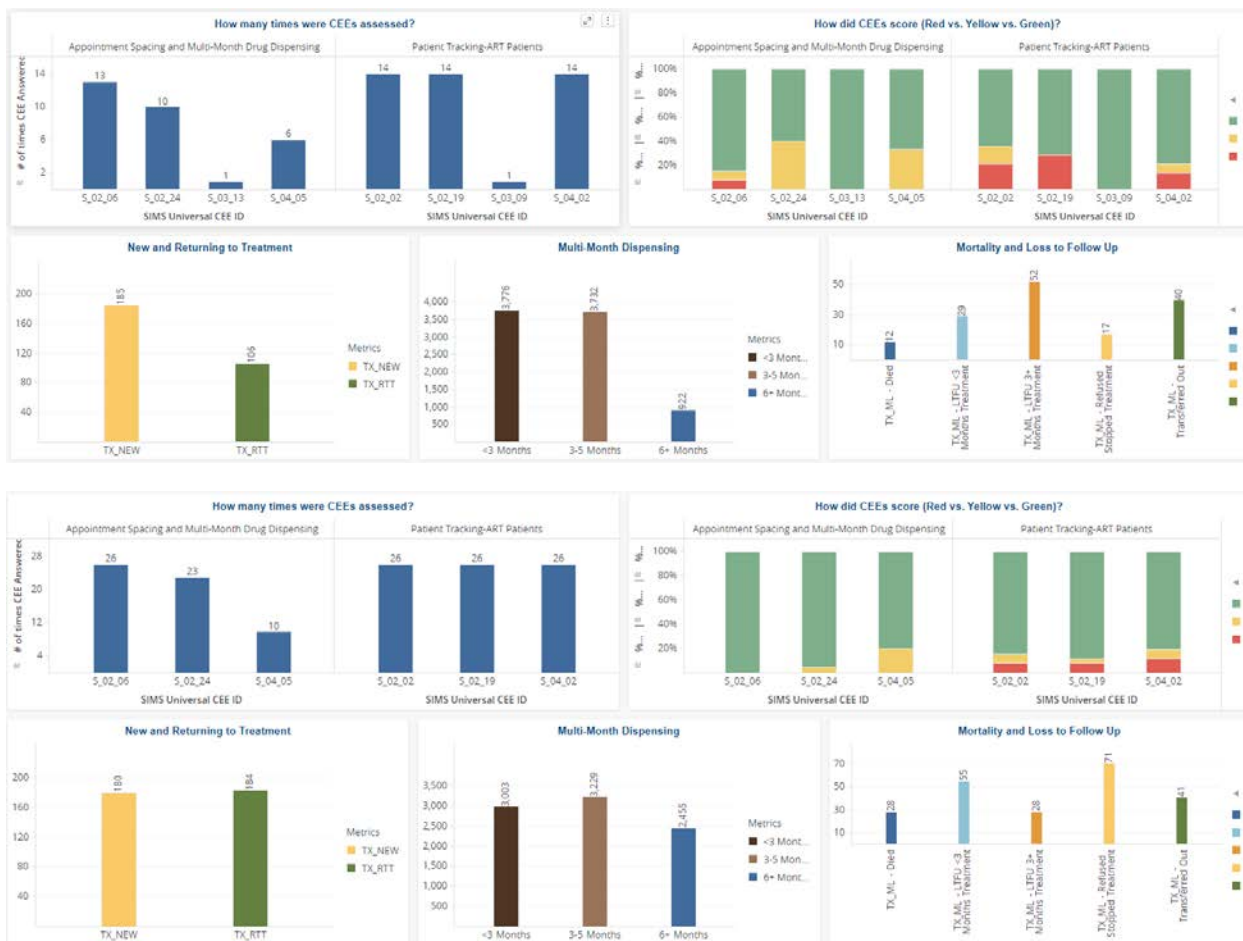 How many times were CEEs assessed?
Appointment Spacing and Multi-Month Drug Dispensing
Patient Tracking-ART Patients
# of times CEE Answered
14
10
6
2
13
10
1
6
14
14
1
14
S_02_06
S_02_24
S_03_13
S_04_05
S_02_02
S_02_19
S_03_09
S_04_02
SIMS Universal CEE ID
How did CEEs score (Red vs. Yellow vs. Green)?
Appointment Spacing and Multi-Month Drug Dispensing
Patient Tracking-ART Patients
%... | %... | %...
100%
80%
60%
40%
20%
S_02_06
S_02_24
S_03_13
S_04_05
S_02_02
S_02_19
S_03_09
S_04_02
SIMS Universal CEE ID
SIMS Universal CEE ID
New and Returning to Treatment
200
160
120
80
40
185
106
TX_NEW
TX_RTT
Metrics
TX_NEW
TX_RTT
Multi-Month Dispensing
4,000
3,500
3,000
2,500
2,000
1,500
1,000
500
3,776
3,732
922
<3 Months
3-5 Months
6+ Months
Metrics
<3 Mont...
3-5 Mon...
6+ Mont...
Mortality and Loss to Follow Up
50
30
10
12
29
52
17
40
TX_ML - Died
TX_ML - LTFU <3
Months Treatment
TX_ML - LTFU 3+
Months Treatment
TX_ML - Refused
Stopped Treatment
TX_ML -
Transferred Out
How many times were CEEs assessed?
Appointment Spacing and Multi-Month Drug Dispensing
Patient Tracking-ART Patients
# of times CEE Answered
28
20
12
4
26
23
10
26
26
26
S_02_06
S_02_24
S_04_05
S_02_02
S_02_19
S_04_02
SIMS Universal CEE ID
SIMS Universal CEE ID
How did CEEs score (Red vs. Yellow vs. Green)?
Appointment Spacing and Multi-Month Drug Dispensing
Patient Tracking-ART Patients
%... | %... | %...
100%
80%
60%
40%
20%
S_02_06
S_02_24
S_04_05
S_02_02
S_02_19
S_04_02
SIMS Universal CEE ID
SIMS Universal CEE ID
New and Returning to Treatment
200
160
120
80
40
180
184
TX_NEW
TX_RTT
Metrics
TX_NEW
TX_RTT
Multi-Month Dispensing
3,500
3,000
2,500
2,000
1,500
1,000
500
3,003
3,229
2,455
<3 Months
3-5 Months
6+ Months
Metrics
<3 Mont...
3-5 Mon...
6+ Mont...
Mortality and Loss to Follow Up
70
50
30
10
28
55
28
71
41
TX_ML - Died
TX_ML - LTFU <3
Months Treatment
TX_ML - LTFU 3+
Months Treatment
TX_ML - Refused
Stopped Treatment
TX_ML -
Transferred Out